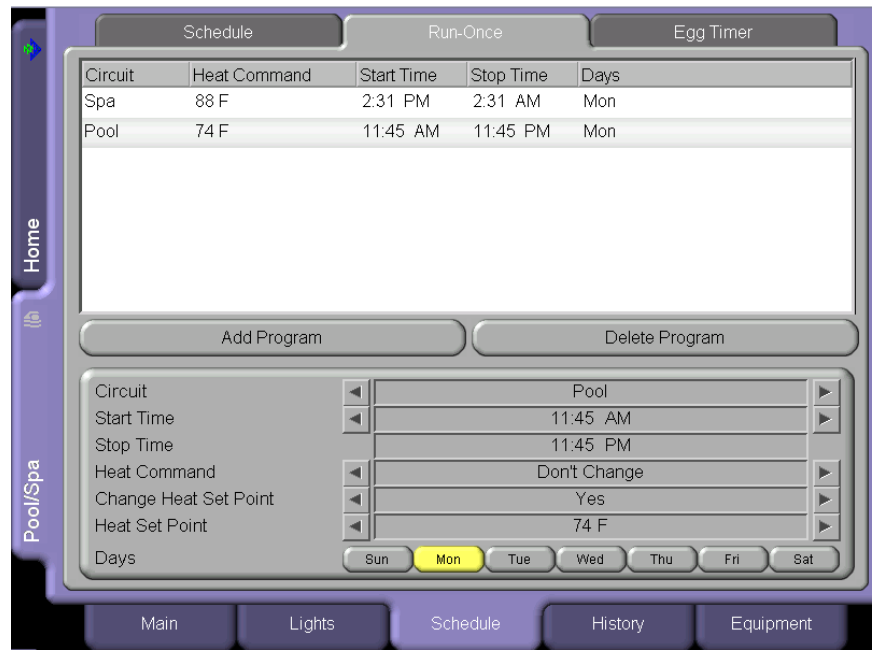 Schedule Run-Once Egg Timer
Circuit Heat Command Start Time Stop Time Days
Spa 88 F 2:31 PM 2:31 AM Mon
Pool 74 F 11:45 AM 11:45 PM Mon
Home
Add Program Delete Program
Pool/Spa
Circuit Pool
Start Time 11:45 AM
Stop Time 11:45 PM
Heat Command Don't Change
Change Heat Set Point Yes
Heat Set Point 74 F
Days Sun Mon Tue Wed Thu Fri Sat
Main Lights Schedule History Equipment